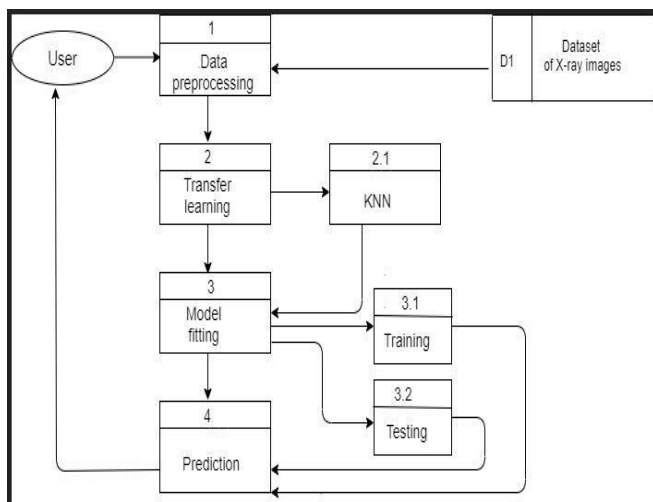 User
1
Data
preprocessing
D1
Dataset
of X-ray images
2
Transfer
learning
2.1
KNN
3
Model
fitting
3.1
Training
3.2
Testing
4
Prediction